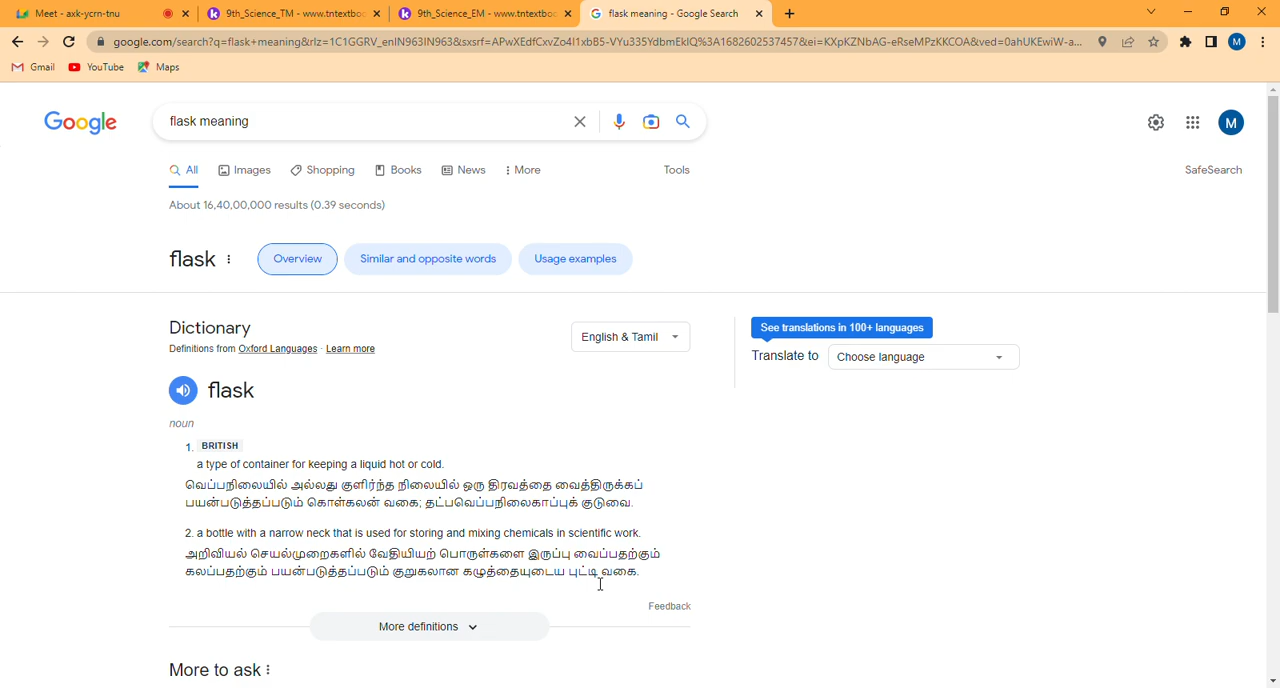 Meet - axk-ycrn-tnu
9th_Science_TM - www.tntextboo
9th_Science_EM - www.tntextboo
flask meaning - Google Search
google.com/search?q=flask+meaning&rlz=1C1GGRV_enIN963IN963&sxsrf=APwXEdfCxvZo4l1xbB5-VYu335YdbmEkIQ%3A1682602537457&ei=KXpKZNbAG-eRseMPzKKCOA&ved=0ahUKEwiW-a...
M
Gmail
YouTube
Maps
Google
flask meaning
M
All
Images
Shopping
Books
News
More
Tools
SafeSearch
About 16,40,00,000 results (0.39 seconds)
flask
Overview
Similar and opposite words
Usage examples
Dictionary
Definitions from Oxford Languages · Learn more
English & Tamil
See translations in 100+ languages
Translate to
Choose language
flask
noun
1. BRITISH
a type of container for keeping a liquid hot or cold.
வெப்பநிலையில் அல்லது குளிர்ந்த நிலையில் ஒரு திரவத்தை வைத்திருக்கப்
பயன்படுத்தப்படும் கொள்கலன் வகை; தட்பவெப்பநிலைகாப்புக் குடுவை.
2. a bottle with a narrow neck that is used for storing and mixing chemicals in scientific work.
அறிவியல் செயல்முறைகளில் வேதியியற் பொருள்களை இருப்பு வைப்பதற்கும்
கலப்பதற்கும் பயன்படுத்தப்படும் குறுகலான கழுத்தையுடைய புட்டி வகை.
Feedback
More definitions
More to ask